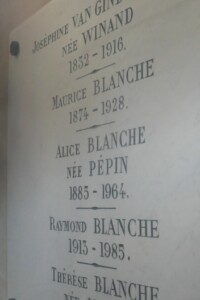 JOSÉPHINE VAN
NÉE WINAND
1832 - 1916.
MAURICE BLANCHE
1874 - 1928.
ALICE BLANCHE
NÉE PÉPIN
1885 - 1964.
RAYMOND BLANCHE
1913 - 1985.
THÉRÈSE BLANCHE
NÉE